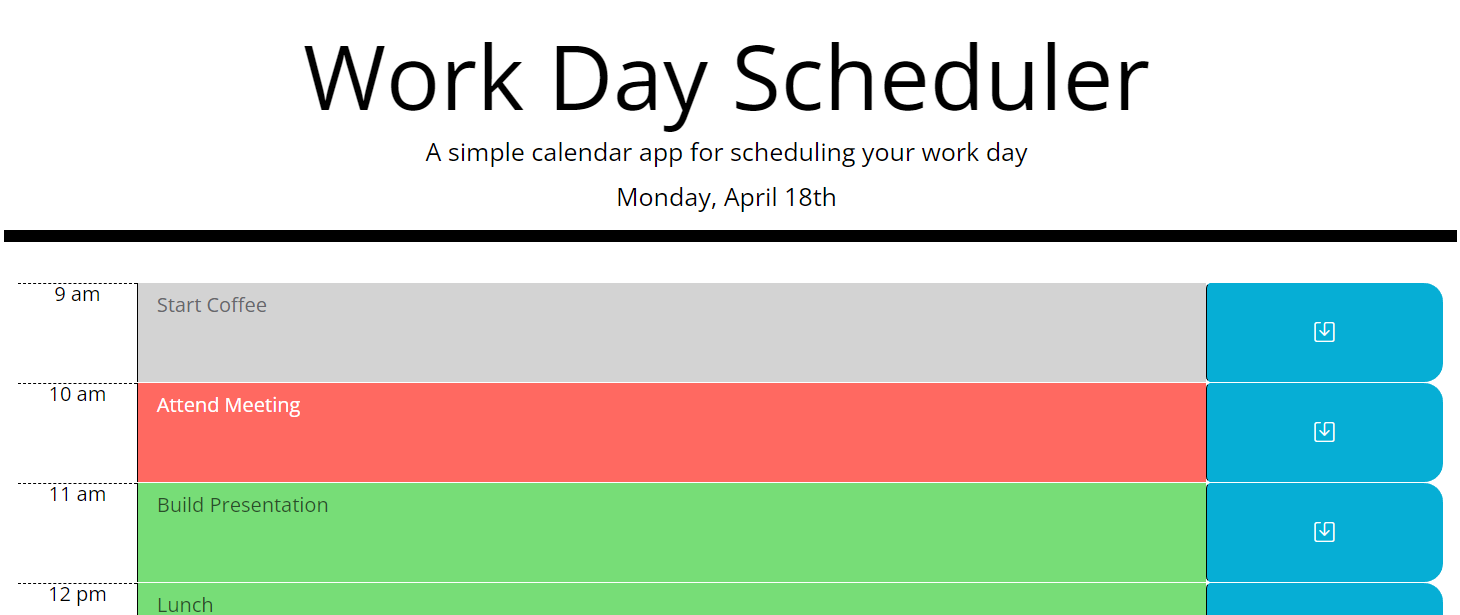 Work Day Scheduler
A simple calendar app for scheduling your work day
Monday, April 18th
9 am
Start Coffee
10 am
Attend Meeting
11 am
Build Presentation
12 pm
Lunch